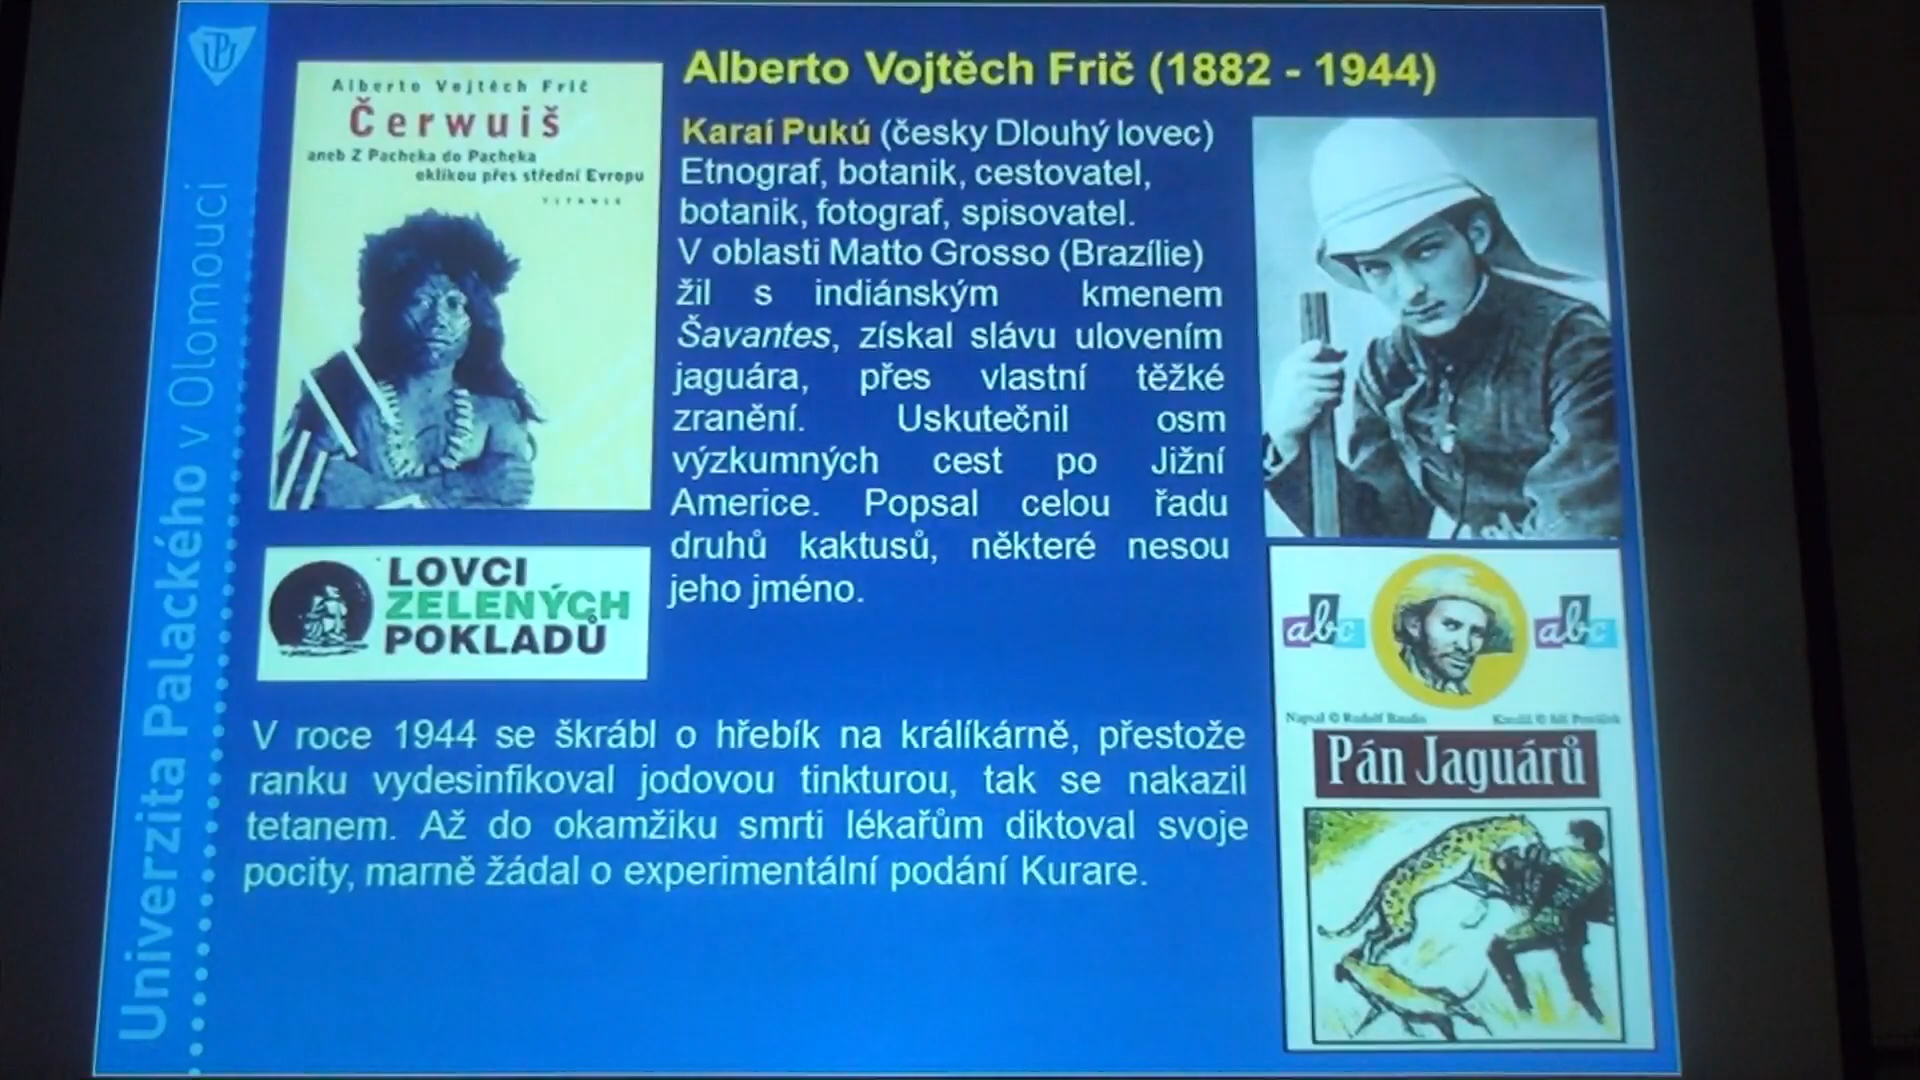 Univerzita Palackého v Olomouci
Alberto Vojtěch Frič
Čerwuiš
aneb Z Pacheka do Pacheka
oklikou přes střední Evropu
TITANIC
LOVCI
ZELENÝCH
POKLADŮ
Alberto Vojtěch Frič (1882 - 1944)
Karaí Pukú (česky Dlouhý lovec)
Etnograf, botanik, cestovatel,
botanik, fotograf, spisovatel.
V oblasti Matto Grosso (Brazílie)
žil s indiánským kmenem
Šavantes, získal slávu ulovením
jaguára, přes vlastní těžké
zranění. Uskutečnil osm
výzkumných cest po Jižní
Americe. Popsal celou řadu
druhů kaktusů, některé nesou
jeho jméno.
abc abc
Napsal © Rudolf Baudis
Pán Jaguárů
V roce 1944 se škrábl o hřebík na králíkárně, přestože
ranku vydesinfikoval jodovou tinkturou, tak se nakazil
tetanem. Až do okamžiku smrti lékařům diktoval svoje
pocity, marně žádal o experimentální podání Kurare.